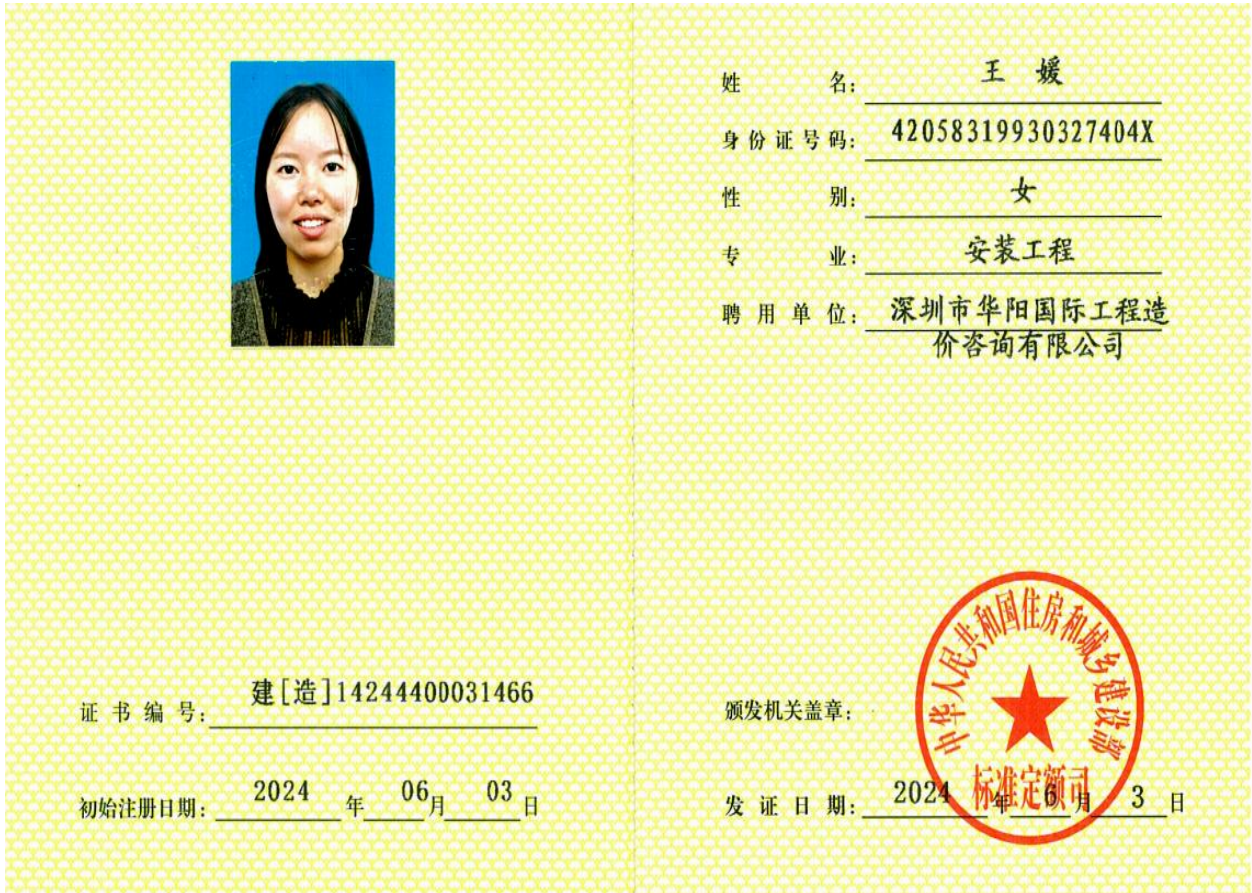 姓名：王媛
身份证号码：42058319930327404X
性别：女
专业：安装工程
聘用单位：深圳市华阳国际工程造
价咨询有限公司
证书编号：建[造]14244400031466
初始注册日期：2024年06月03日
颁发机关盖章：
中华人民共和国住房和城乡建设部
标准定额司
发证日期：2024年6月3日